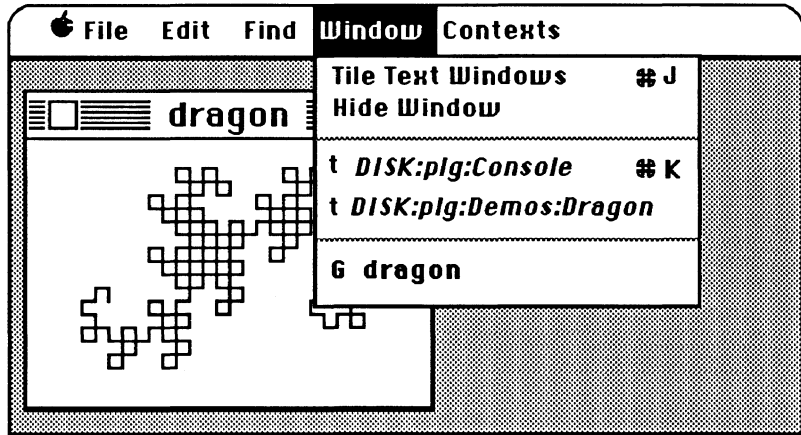 File Edit Find Window Contexts
Tile Text Windows ⌘ J
Hide Window
dragon
t DISK:plg:Console ⌘ K
t DISK:plg:Demos:Dragon
G dragon